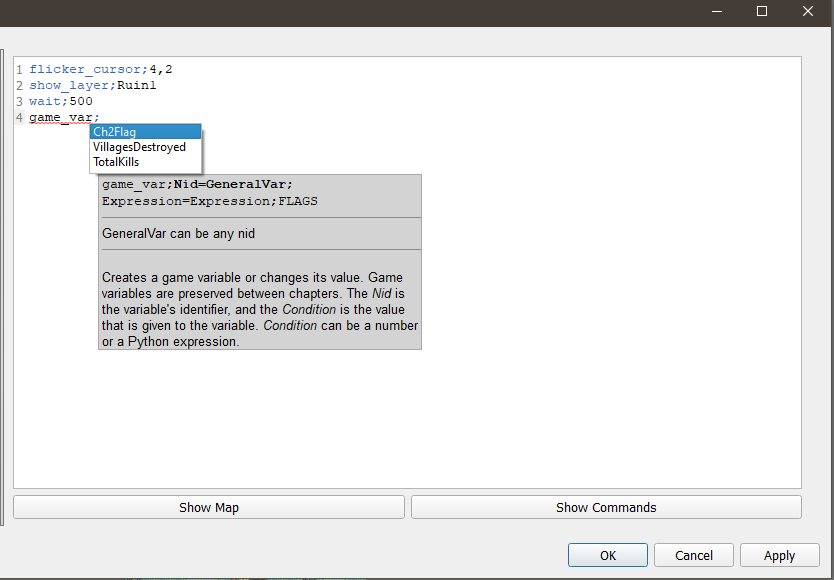 1 flicker_cursor;4,2
2 show_layer;Ruin1
3 wait;500
4 game_var;
Ch2Flag
VillagesDestroyed
TotalKills
game_var;Nid=GeneralVar;
Expression=Expression;FLAGS
GeneralVar can be any nid
Creates a game variable or changes its value. Game
variables are preserved between chapters. The Nid is
the variable's identifier, and the Condition is the value
that is given to the variable. Condition can be a number
or a Python expression.
Show Map
Show Commands
OK
Cancel
Apply